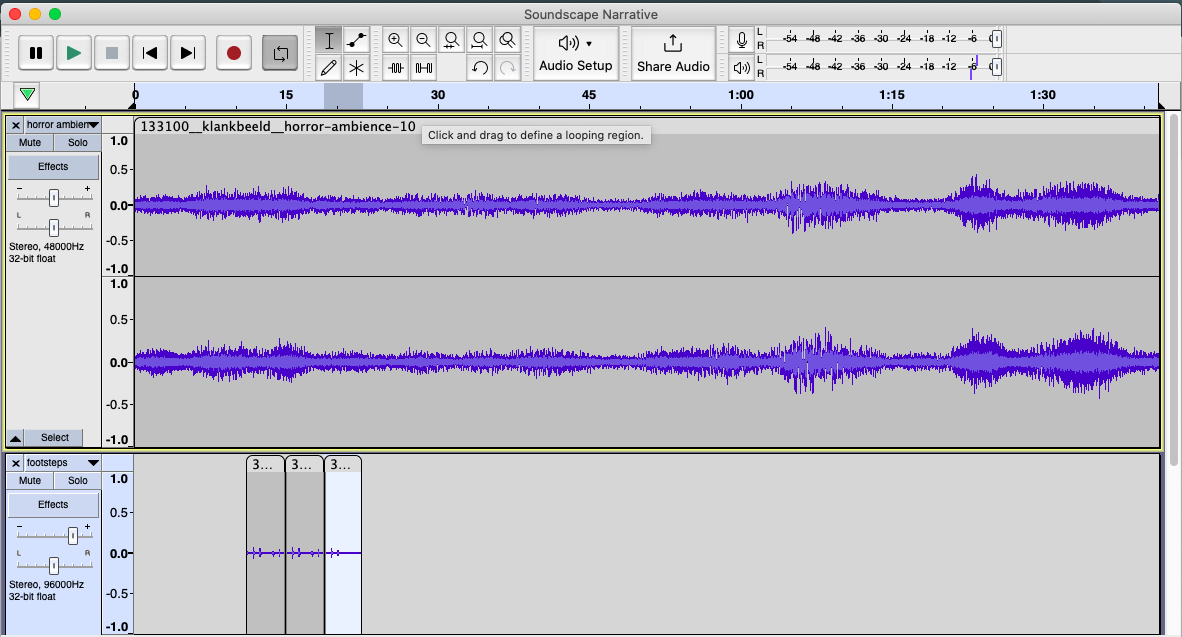 Soundscape Narrative
Audio Setup
Share Audio
L
R
-54 -48 -42 -36 -30 -24 -18 -12 -6 0
L
R
-54 -48 -42 -36 -30 -24 -18 -12 -6 0
0 15 30 45 1:00 1:15 1:30
horror ambien
133100__klankbeeld__horror-ambience-10
Click and drag to define a looping region.
Mute Solo
Effects
- +
L R
Stereo, 48000Hz
32-bit float
1.0
0.5-
0.0-
-0.5-
-1.0
1.0
0.5-
0.0-
-0.5-
-1.0
Select
footsteps
3... 3... 3...
Mute Solo
Effects
- +
L R
Stereo, 96000Hz
32-bit float
1.0
0.5-
0.0-
-0.5-
-1.0